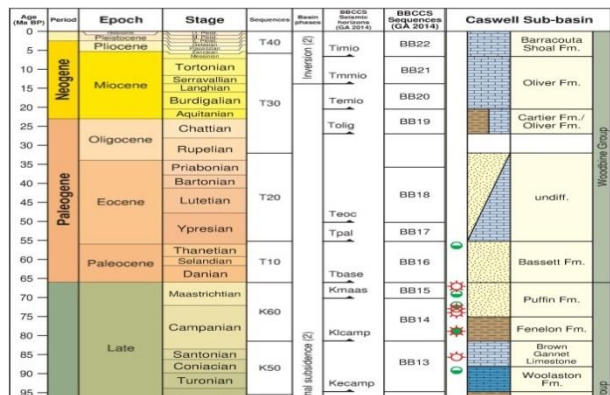 Age
(Ma BP)
Period
Epoch
Stage
Sequences
Basin
phases
BBCCS
Seismic
horizons
(GA 2014)
BBCCS
Sequences
(GA 2014)
Caswell Sub-basin
0
5
10
15
20
25
30
35
40
45
50
55
60
65
70
75
80
85
90
95
Neogene
Paleogene
Pleistocene
Pliocene
Miocene
Oligocene
Eocene
Paleocene
Late
Tortonian
Serravallian
Langhian
Burdigalian
Aquitanian
Chattian
Rupelian
Priabonian
Bartonian
Lutetian
Ypresian
Thanetian
Selandian
Danian
Maastrichtian
Campanian
Santonian
Coniacian
Turonian
T40
T30
T20
T10
K60
K50
Inversion (2)
nal subsidence (2)
Timio
Tmmio
Temio
Tolig
Teoc
Tpal
Tbase
Kmaas
Klcamp
Kecamp
BB22
BB21
BB20
BB19
BB18
BB17
BB16
BB15
BB14
BB13
Barracouta
Shoal Fm.
Oliver Fm.
Cartier Fm./
Oliver Fm.
undiff.
Bassett Fm.
Puffin Fm.
Fenelon Fm.
Brown
Gannet
Limestone
Woolaston
Fm.
Woodbine Group